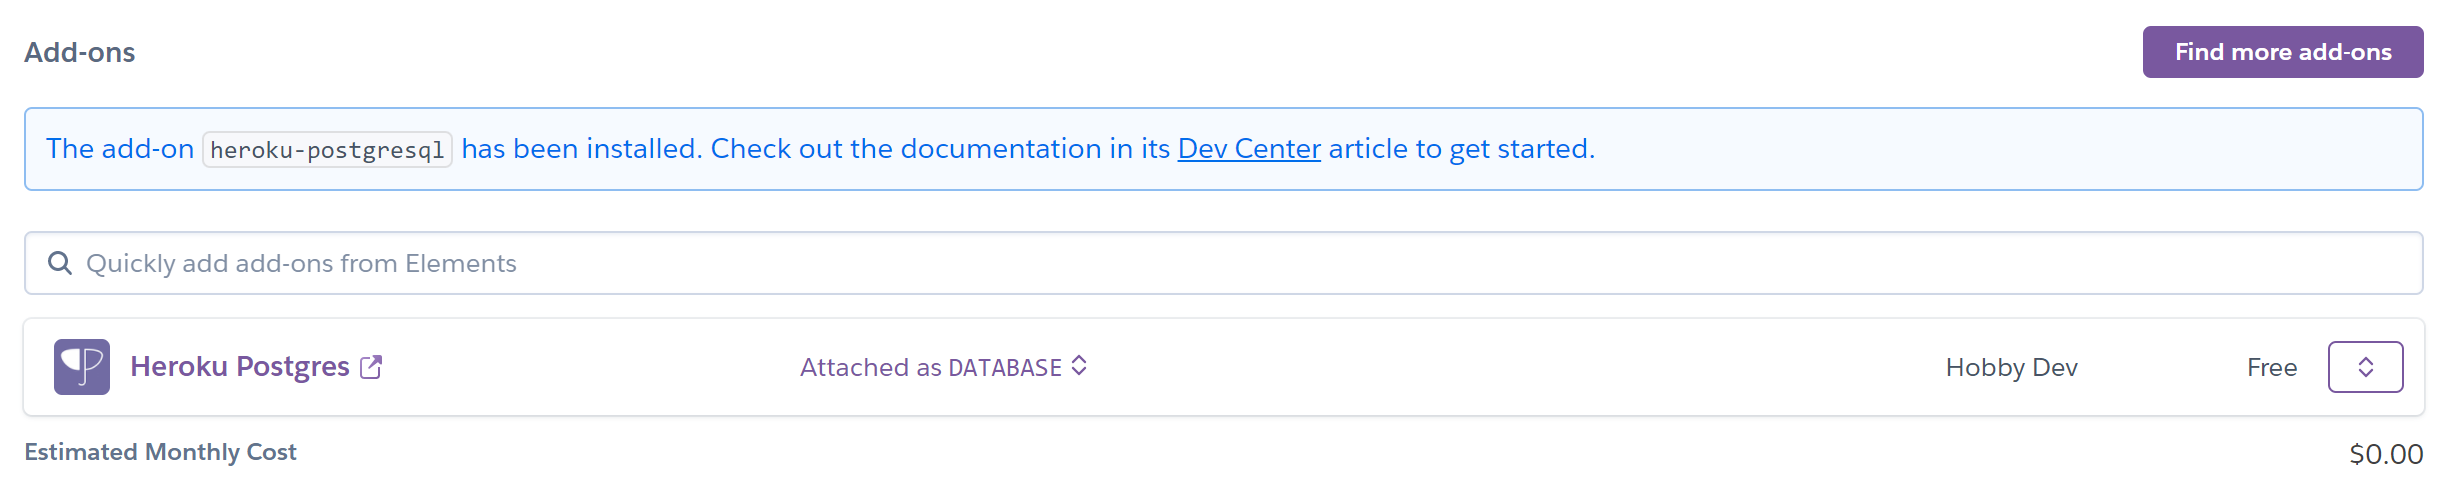 Add-ons
Find more add-ons
The add-on heroku-postgresql has been installed. Check out the documentation in its Dev Center article to get started.
Quickly add add-ons from Elements
Heroku Postgres Attached as DATABASE Hobby Dev Free
Estimated Monthly Cost $0.00